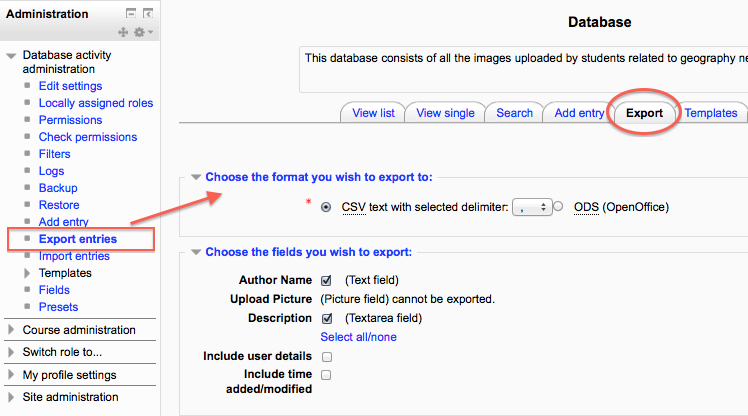 Administration
Database activity
administration
Edit settings
Locally assigned roles
Permissions
Check permissions
Filters
Logs
Backup
Restore
Add entry
Export entries
Import entries
Templates
Fields
Presets
Course administration
Switch role to...
My profile settings
Site administration
Database
This database consists of all the images uploaded by students related to geography ne
View list View single Search Add entry Export Templates
Choose the format you wish to export to:
* CSV text with selected delimiter: , ODS (OpenOffice)
Choose the fields you wish to export:
Author Name (Text field)
Upload Picture (Picture field) cannot be exported.
Description (Textarea field)
Select all/none
Include user details
Include time
added/modified